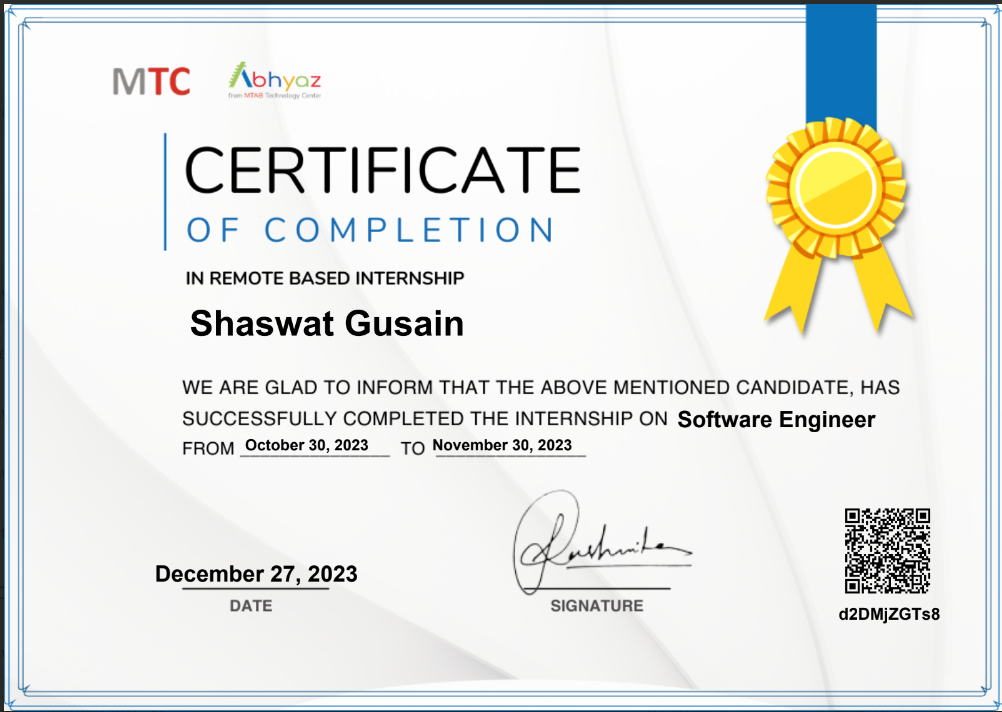 MTC
Abhyaz
from MTAB Technology Center
CERTIFICATE
OF COMPLETION
IN REMOTE BASED INTERNSHIP
Shaswat Gusain
WE ARE GLAD TO INFORM THAT THE ABOVE MENTIONED CANDIDATE, HAS
SUCCESSFULLY COMPLETED THE INTERNSHIP ON Software Engineer
FROM October 30, 2023 TO November 30, 2023
December 27, 2023
DATE
SIGNATURE
d2DMjZGTs8